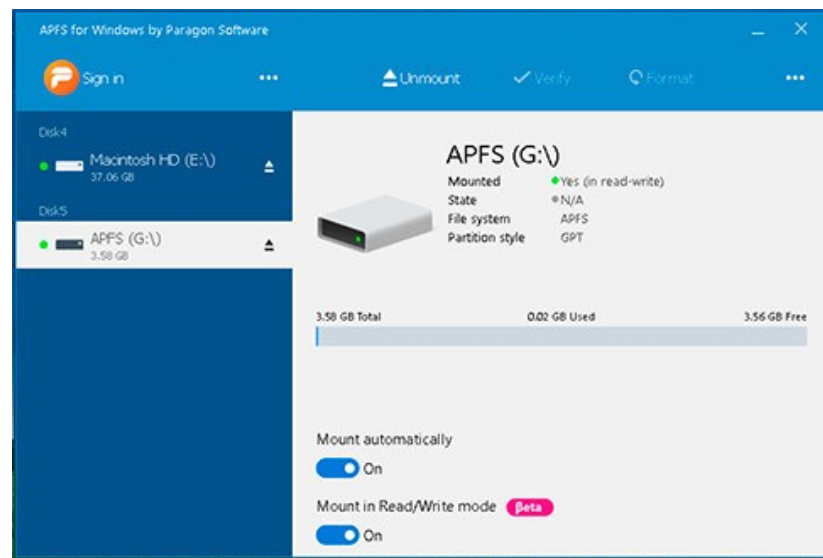 APFS for Windows by Paragon Software
Sign in
Unmount
Verify
Format
Disk4
Macintosh HD (E:\)
37.06 GB
Disk5
APFS (G:\)
3.58 GB
APFS (G:\)
Mounted Yes (in read-write)
State N/A
File system APFS
Partition style GPT
3.58 GB Total 0.02 GB Used 3.56 GB Free
Mount automatically
On
Mount in Read/Write mode βeta
On